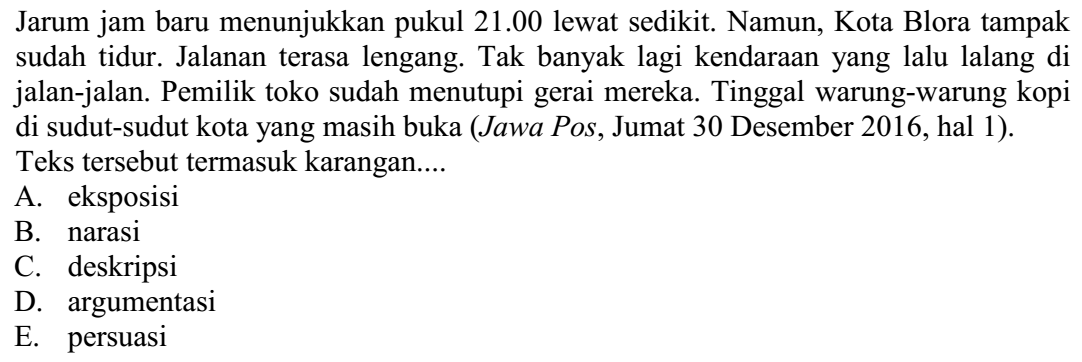 Jarum jam baru menunjukkan pukul 21.00 lewat sedikit. Namun, Kota Blora tampak
sudah tidur. Jalanan terasa lengang. Tak banyak lagi kendaraan yang lalu lalang di
jalan-jalan. Pemilik toko sudah menutupi gerai mereka. Tinggal warung-warung kopi
di sudut-sudut kota yang masih buka (Jawa Pos, Jumat 30 Desember 2016, hal 1).
Teks tersebut termasuk karangan....
A. eksposisi
B. narasi
C. deskripsi
D. argumentasi
E. persuasi